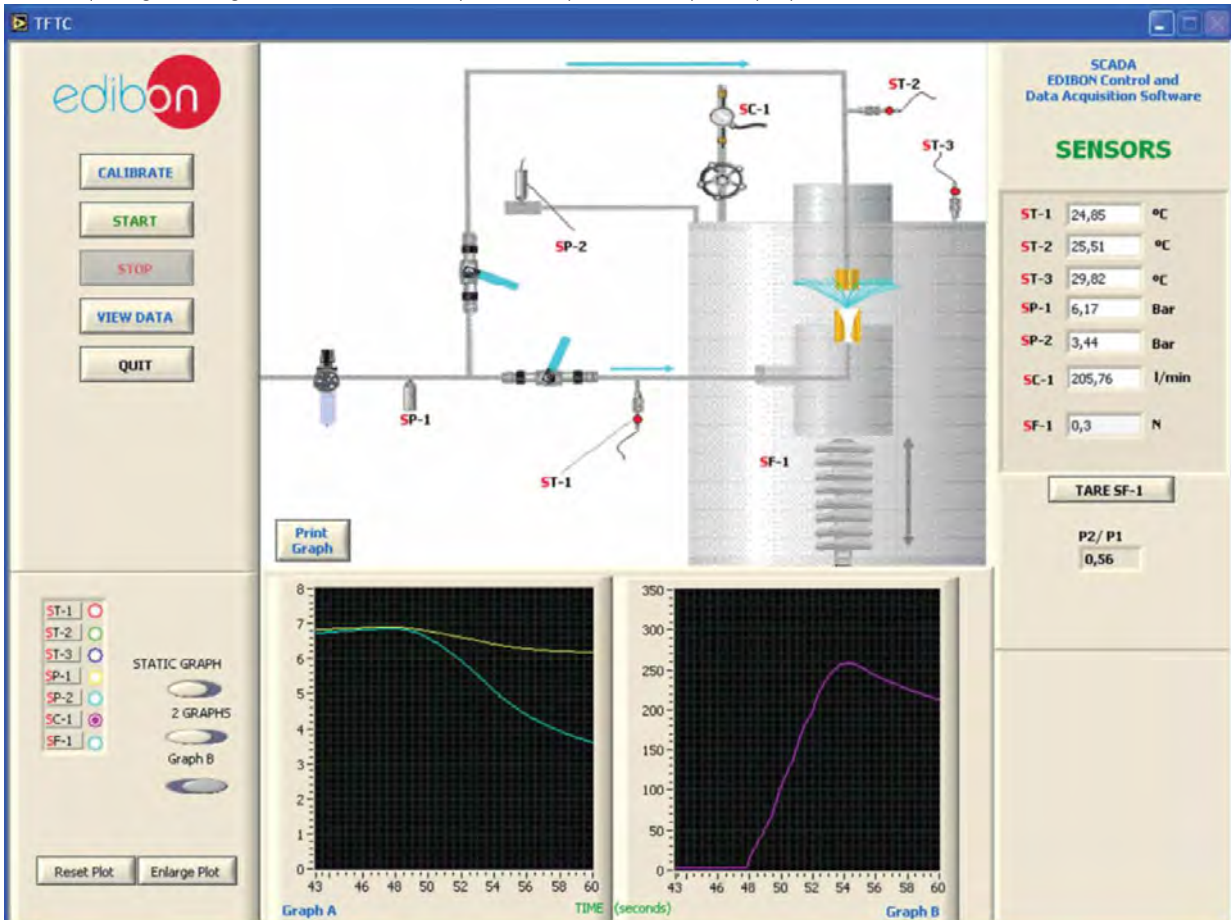 TFTC
edibon
CALIBRATE
START
STOP
VIEW DATA
QUIT
ST-2
SC-1
ST-3
SP-2
SP-1
ST-1
SF-1
Print
Graph
SCADA
EDIBON Control and
Data Acquisition Software
SENSORS
ST-1 24,85 ºC
ST-2 25,51 ºC
ST-3 29,82 ºC
SP-1 6,17 Bar
SP-2 3,44 Bar
SC-1 205,76 l/min
SF-1 0,3 N
TARE SF-1
P2/ P1
0,56
ST-1
ST-2
ST-3
SP-1
SP-2
SC-1
SF-1
STATIC GRAPH
2 GRAPHS
Graph B
Reset Plot
Enlarge Plot
8
7
6
5
4
3
2
1
0
43 46 48 50 52 54 56 58 60
Graph A
350
300
250
200
150
100
50
0
43 46 48 50 52 54 56 58 60
TIME (seconds)
Graph B